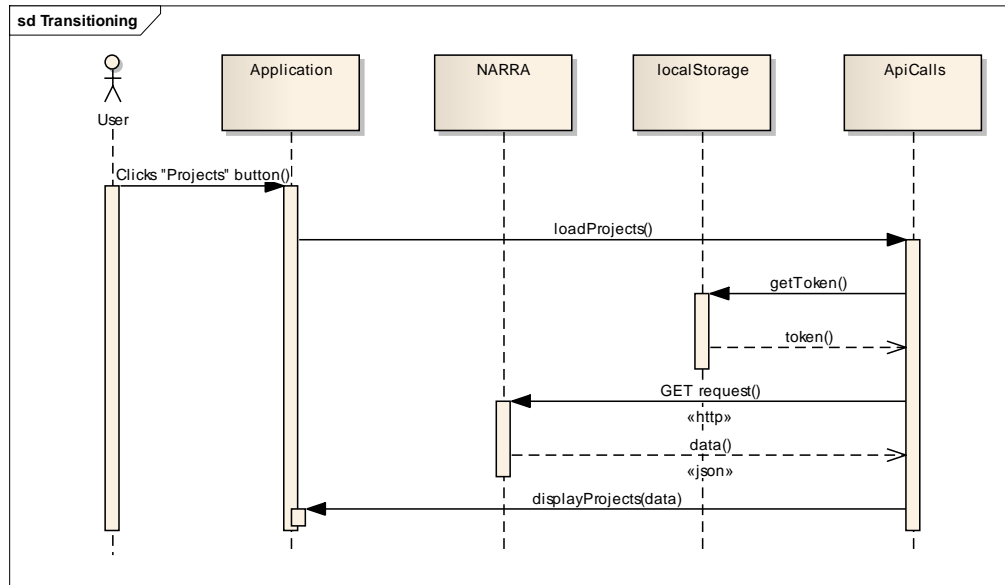 sd Transitioning
Application
NARRA
localStorage
ApiCalls
User
Clicks "Projects" button()
loadProjects()
getToken()
token()
GET request()
«http»
data()
«json»
displayProjects(data)